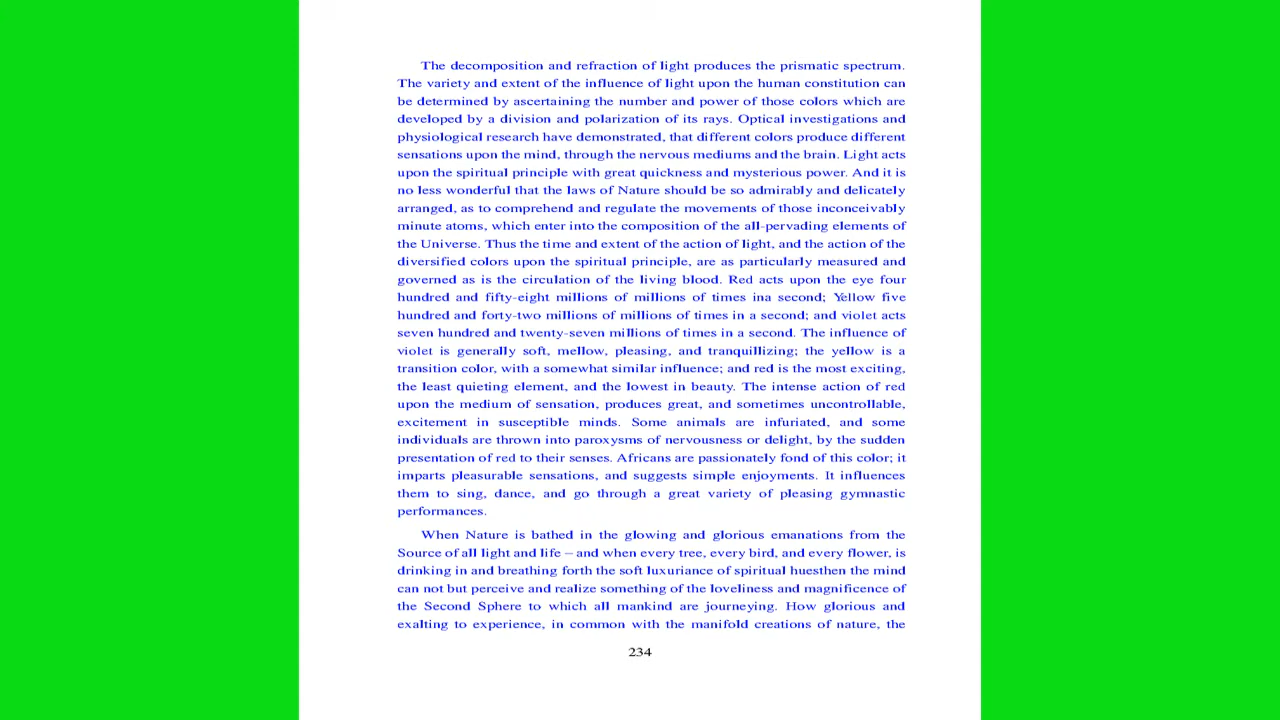 The decomposition and refraction of light produces the prismatic spectrum.
The variety and extent of the influence of light upon the human constitution can
be determined by ascertaining the number and power of those colors which are
developed by a division and polarization of its rays. Optical investigations and
physiological research have demonstrated, that different colors produce different
sensations upon the mind, through the nervous mediums and the brain. Light acts
upon the spiritual principle with great quickness and mysterious power. And it is
no less wonderful that the laws of Nature should be so admirably and delicately
arranged, as to comprehend and regulate the movements of those inconceivably
minute atoms, which enter into the composition of the all-pervading elements of
the Universe. Thus the time and extent of the action of light, and the action of the
diversified colors upon the spiritual principle, are as particularly measured and
governed as is the circulation of the living blood. Red acts upon the eye four
hundred and fifty-eight millions of millions of times ina second; Yellow five
hundred and forty-two millions of millions of times in a second; and violet acts
seven hundred and twenty-seven millions of times in a second. The influence of
violet is generally soft, mellow, pleasing, and tranquillizing; the yellow is a
transition color, with a somewhat similar influence; and red is the most exciting,
the least quieting element, and the lowest in beauty. The intense action of red
upon the medium of sensation, produces great, and sometimes uncontrollable,
excitement in susceptible minds. Some animals are infuriated, and some
individuals are thrown into paroxysms of nervousness or delight, by the sudden
presentation of red to their senses. Africans are passionately fond of this color; it
imparts pleasurable sensations, and suggests simple enjoyments. It influences
them to sing, dance, and go through a great variety of pleasing gymnastic
performances.
When Nature is bathed in the glowing and glorious emanations from the
Source of all light and life – and when every tree, every bird, and every flower, is
drinking in and breathing forth the soft luxuriance of spiritual huesthen the mind
can not but perceive and realize something of the loveliness and magnificence of
the Second Sphere to which all mankind are journeying. How glorious and
exalting to experience, in common with the manifold creations of nature, the
234